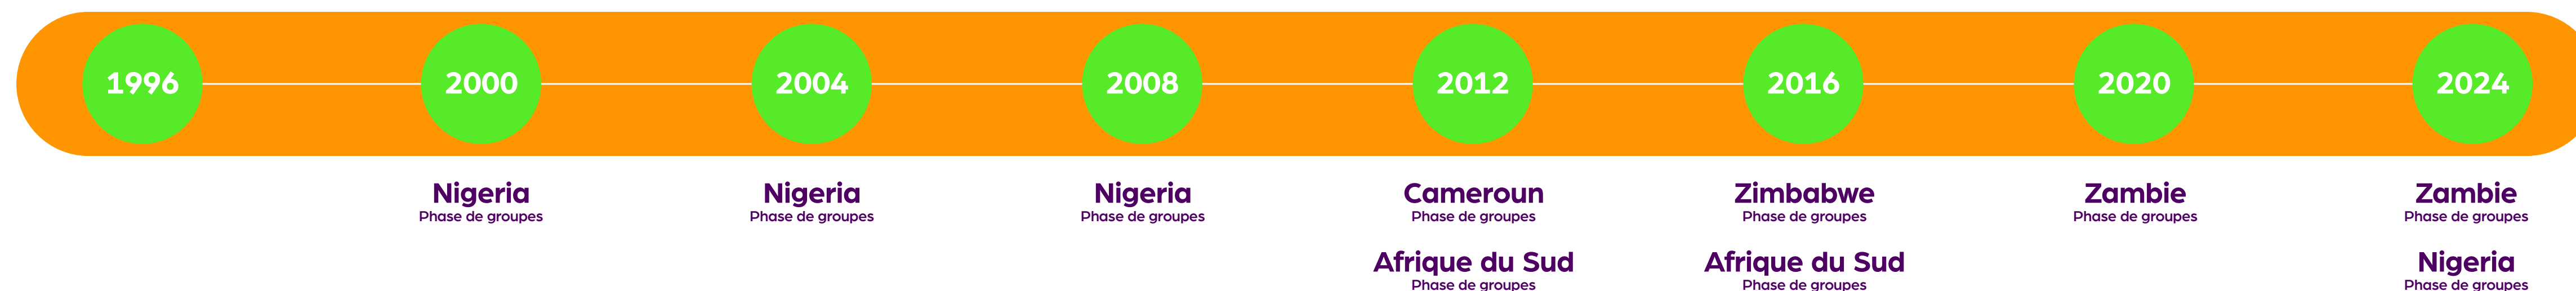 1996
2000
2004
2008
2012
2016
2020
2024
Nigeria
Phase de groupes
Nigeria
Phase de groupes
Nigeria
Phase de groupes
Cameroun
Phase de groupes
Afrique du Sud
Phase de groupes
Zimbabwe
Phase de groupes
Afrique du Sud
Phase de groupes
Zambie
Phase de groupes
Zambie
Phase de groupes
Nigeria
Phase de groupes